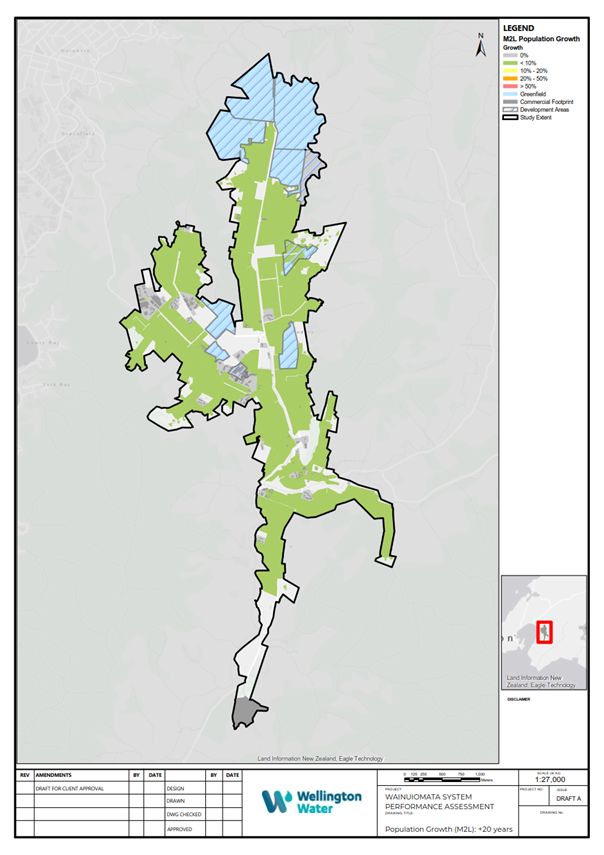 LEGEND
M2L Population Growth
Growth
0%
< 10%
10% - 20%
20% - 50%
> 50%
Greenfield
Commercial Footprint
Development Areas
Study Extent
N
Land Information New
Zealand, Eagle Technology
DISCLAIMER
Land Information New Zealand, Eagle Technology
REV AMENDMENTS BY DATE BY DATE
DRAFT FOR CLIENT APPROVAL
DESIGN
DRAWN
DWG CHECKED
APPROVED
Wellington
Water
0 125 250 500 750 1,000
Meters
PROJECT
WAINUIOMATA SYSTEM
PERFORMANCE ASSESSMENT
DRAWING TITLE:
Population Growth (M2L): +20 years
1:27,000
PROJECT NO
ISSUE
DRAFT A
DRAWING No